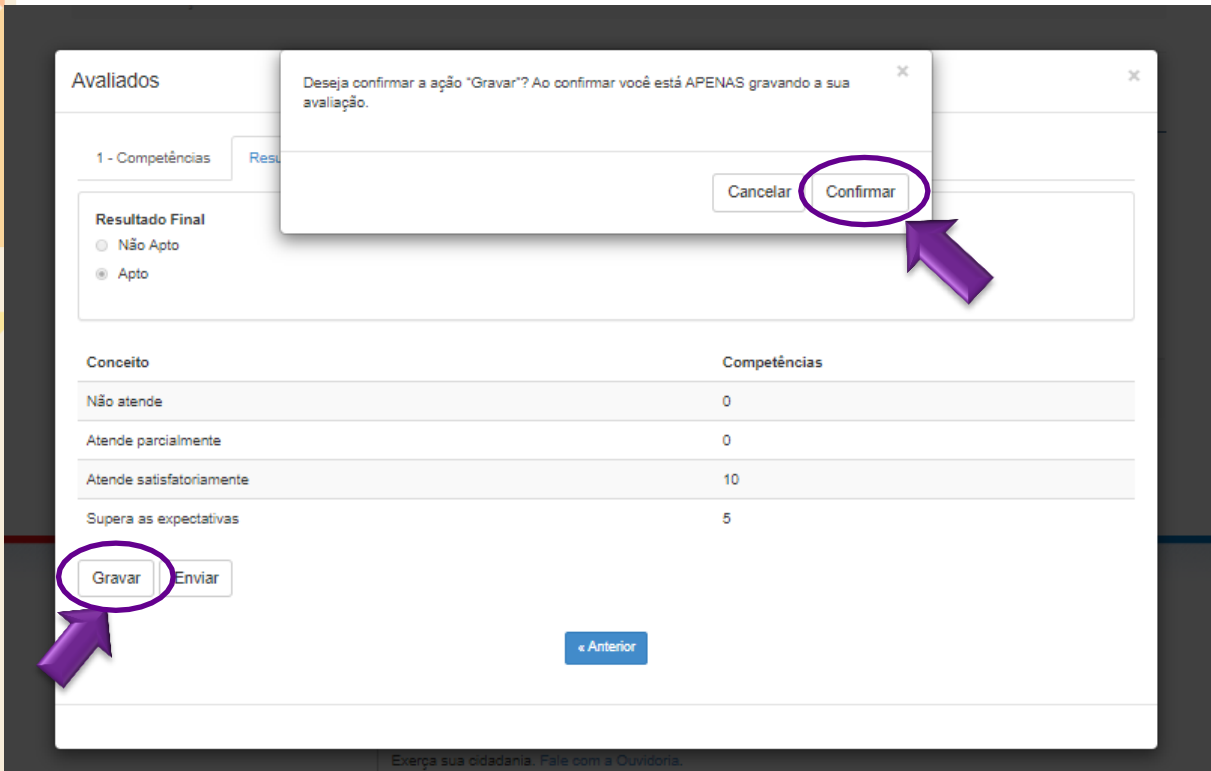 Avaliados
×
Deseja confirmar a ação "Gravar"? Ao confirmar você está APENAS gravando a sua
avaliação.
×
Cancelar
Confirmar
1 - Competências
Resu
Resultado Final
Não Apto
Apto
Conceito Competências
Não atende 0
Atende parcialmente 0
Atende satisfatoriamente 10
Supera as expectativas 5
Gravar
Enviar
« Anterior
Exerça sua cidadania. Fale com a Ouvidoria.